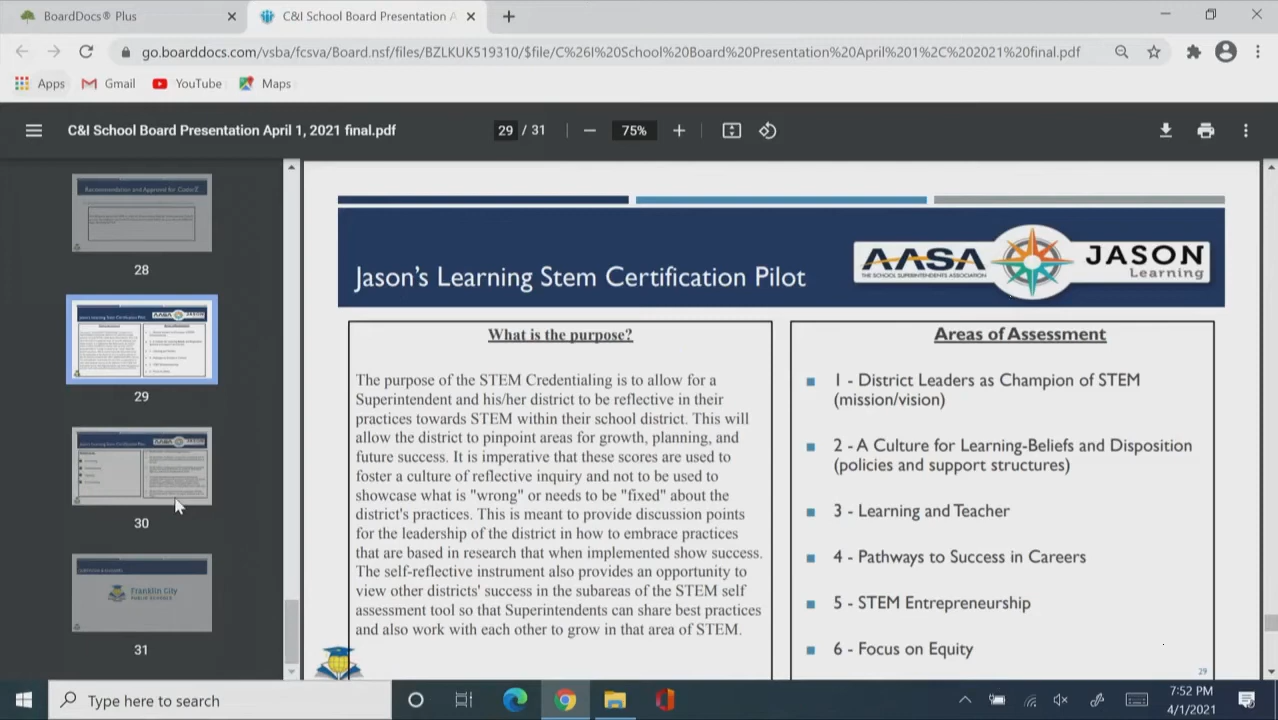 BoardDocs® Plus
C&I School Board Presentation A
go.boarddocs.com/vsba/fcsva/Board.nsf/files/BZLKUK519310/$file/C%26I%20School%20Board%20Presentation%20April%201%2C%202021%20final.pdf
Apps Gmail YouTube Maps
C&I School Board Presentation April 1, 2021 final.pdf
29 / 31
75%
Recommendation and Approval for
28
29
30
Franklin City
PUBLIC SCHOOLS
31
Jason's Learning Stem Certification Pilot
AASA
THE SCHOOL SUPERINTENDENTS ASSOCIATION
JASON
Learning
What is the purpose?
The purpose of the STEM Credentialing is to allow for a
Superintendent and his/her district to be reflective in their
practices towards STEM within their school district. This will
allow the district to pinpoint areas for growth, planning, and
future success. It is imperative that these scores are used to
foster a culture of reflective inquiry and not to be used to
showcase what is "wrong" or needs to be "fixed" about the
district's practices. This is meant to provide discussion points
for the leadership of the district in how to embrace practices
that are based in research that when implemented show success.
The self-reflective instrument also provides an opportunity to
view other districts' success in the subareas of the STEM self
assessment tool so that Superintendents can share best practices
and also work with each other to grow in that area of STEM.
Areas of Assessment
1 - District Leaders as Champion of STEM
(mission/vision)
2 - A Culture for Learning-Beliefs and Disposition
(policies and support structures)
3 - Learning and Teacher
4 - Pathways to Success in Careers
5 - STEM Entrepreneurship
6 - Focus on Equity
29
Type here to search
7:52 PM
4/1/2021